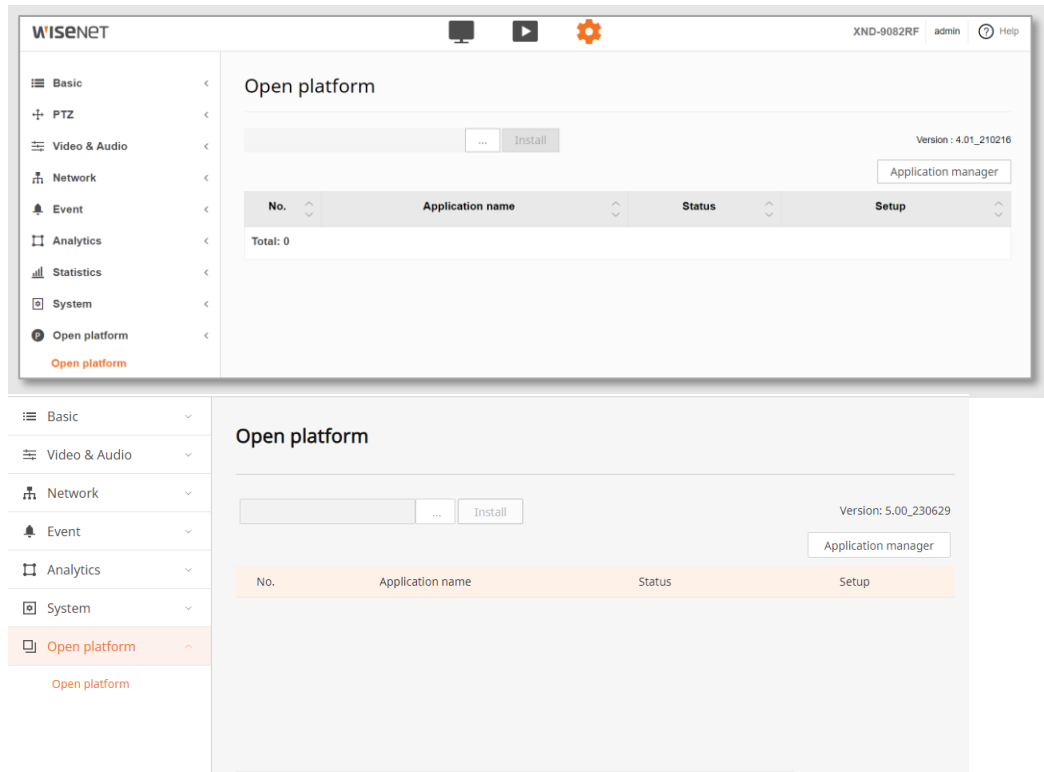 WISENET
XND-9082RF admin ? Help
Basic
PTZ
Video & Audio
Network
Event
Analytics
Statistics
System
P Open platform
Open platform
Open platform
... Install
Version : 4.01_210216
Application manager
No. Application name Status Setup
Total: 0
Basic
Video & Audio
Network
Event
Analytics
System
Open platform
Open platform
Open platform
... Install
Version: 5.00_230629
Application manager
No. Application name Status Setup